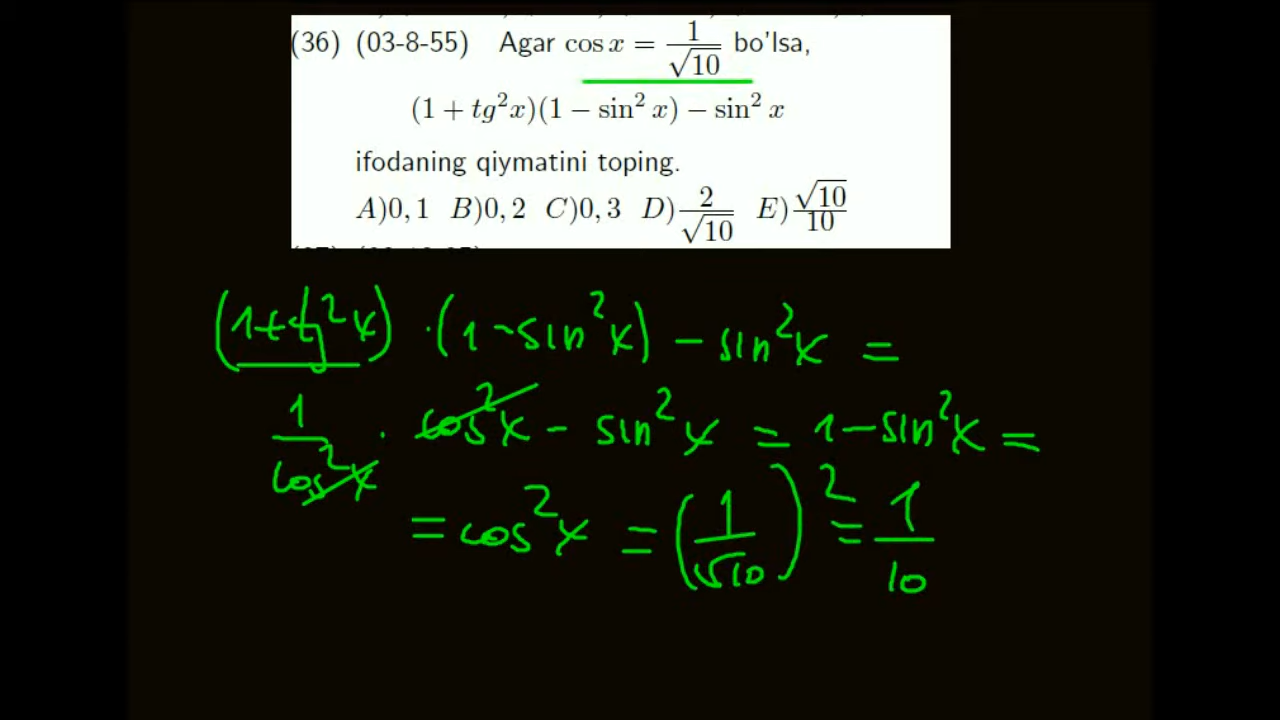 (36) (03-8-55) Agar cos x = 1/√10 bo'lsa,
(1 + tg²x)(1 − sin² x) − sin² x
ifodaning qiymatini toping.
A)0, 1 B)0, 2 C)0, 3 D) 2/√10 E) √10/10
(1+tg²x) · (1-sin²x) - sin²x =
1/cos²x · cos²x - sin²x = 1-sin²x =
= cos²x = (1/√10)² = 1/10